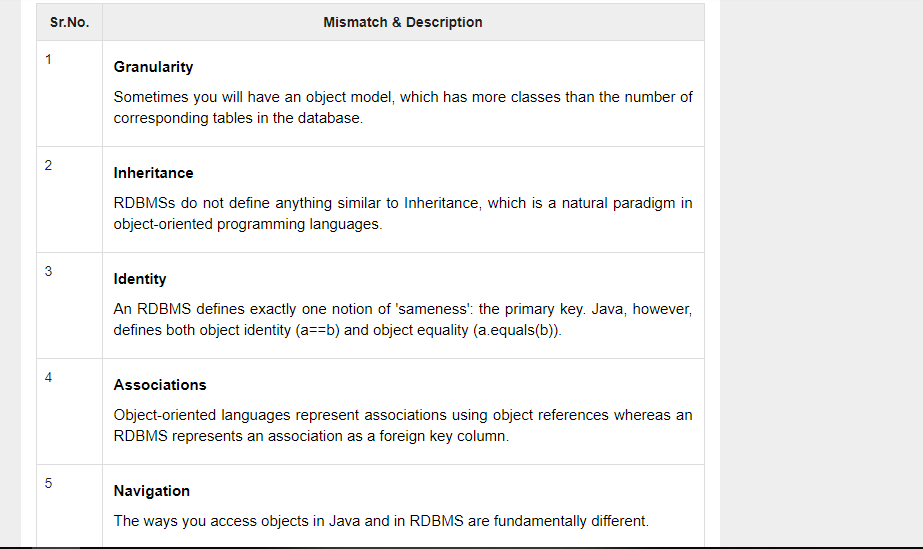 Sr.No. Mismatch & Description
1
Granularity
Sometimes you will have an object model, which has more classes than the number of
corresponding tables in the database.
2
Inheritance
RDBMSs do not define anything similar to Inheritance, which is a natural paradigm in
object-oriented programming languages.
3
Identity
An RDBMS defines exactly one notion of 'sameness': the primary key. Java, however,
defines both object identity (a==b) and object equality (a.equals(b)).
4
Associations
Object-oriented languages represent associations using object references whereas an
RDBMS represents an association as a foreign key column.
5
Navigation
The ways you access objects in Java and in RDBMS are fundamentally different.